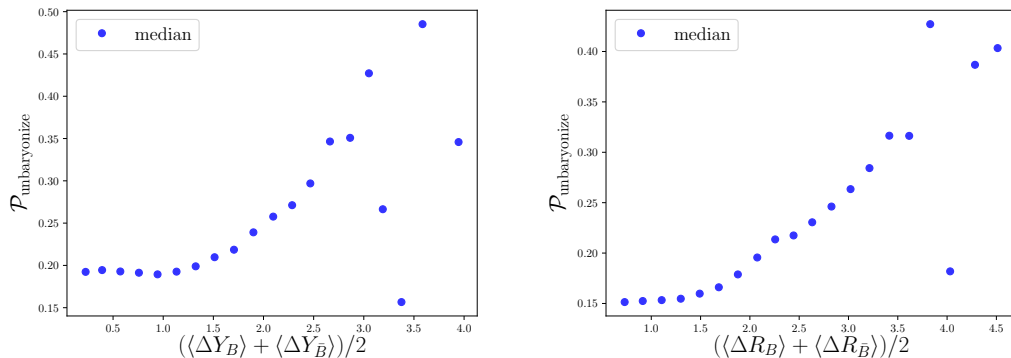 0.50
0.45
0.40
0.35
0.30
0.25
0.20
0.15
𝒫unbaryonize
median
0.5 1.0 1.5 2.0 2.5 3.0 3.5 4.0
(⟨ΔY_B⟩ + ⟨ΔY_B̄⟩)/2
0.40
0.35
0.30
0.25
0.20
0.15
𝒫unbaryonize
median
1.0 1.5 2.0 2.5 3.0 3.5 4.0 4.5
(⟨ΔR_B⟩ + ⟨ΔR_B̄⟩)/2